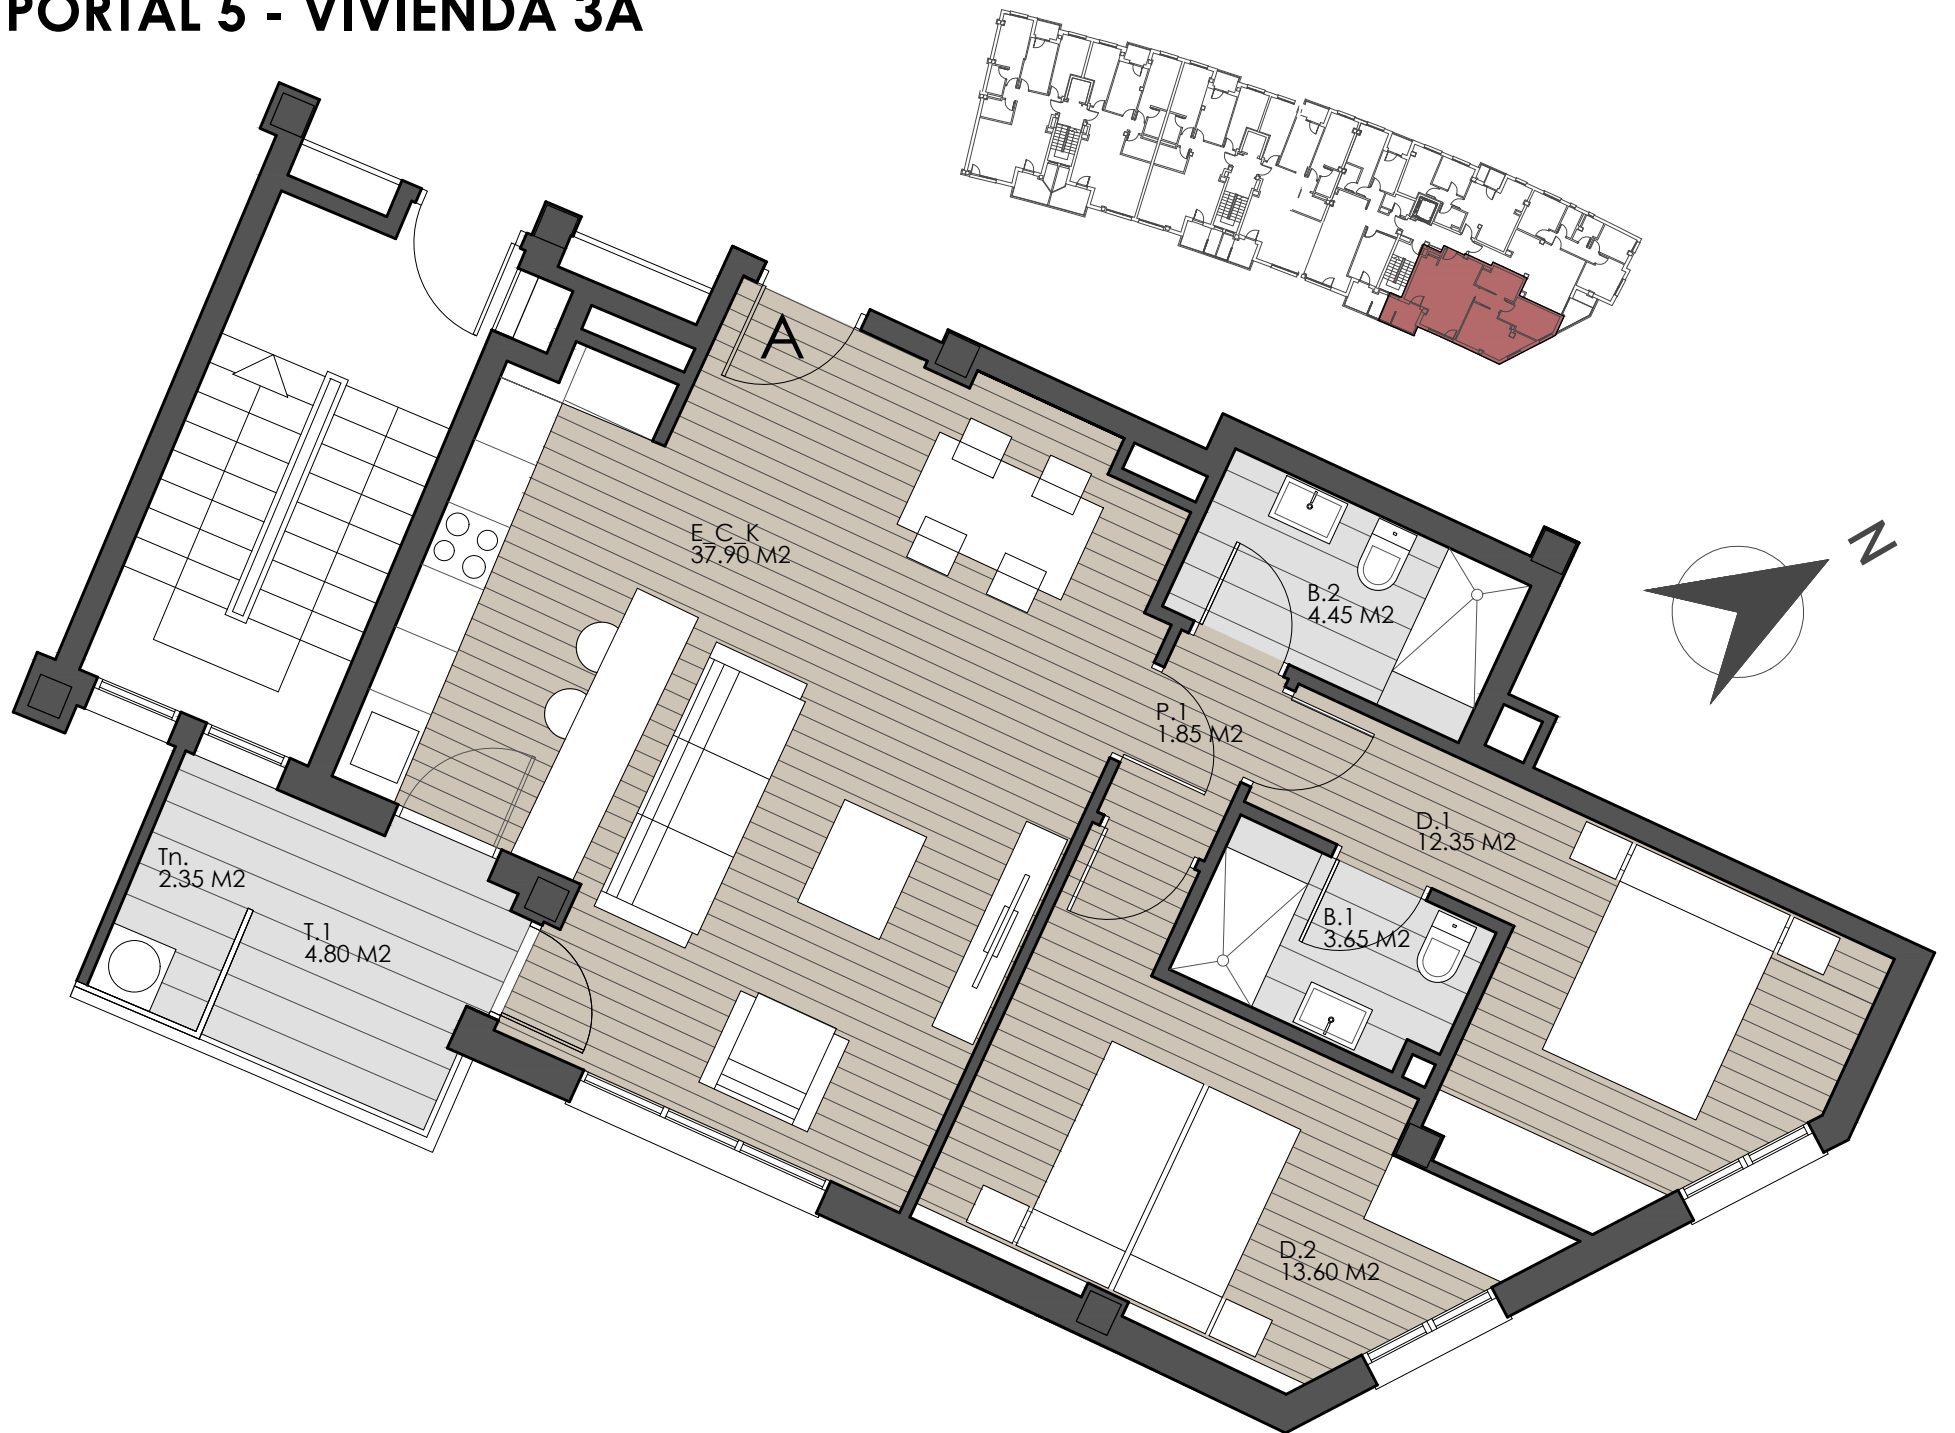 PORTAL 5 - VIVIENDA 3A
N
A
E_C_K
37.90 M2
B.2
4.45 M2
P.1
1.85 M2
D.1
12.35 M2
Tn.
2.35 M2
T.1
4.80 M2
B.1
3.65 M2
D.2
13.60 M2